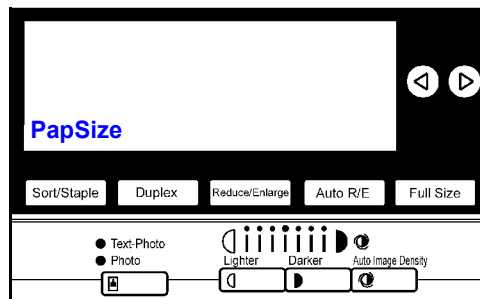 PapSize
Sort/Staple Duplex Reduce/Enlarge Auto R/E Full Size
Text-Photo
Photo
Lighter Darker Auto Image Density